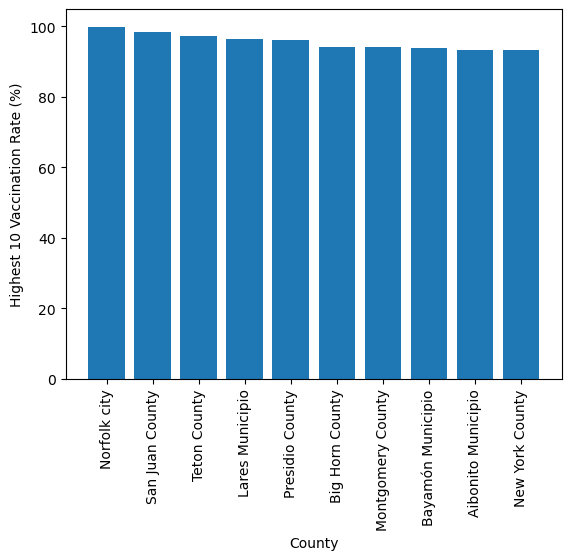 Highest 10 Vaccination Rate (%)
100
80
60
40
20
0
Norfolk city
San Juan County
Teton County
Lares Municipio
Presidio County
Big Horn County
Montgomery County
Bayamón Municipio
Aibonito Municipio
New York County
County